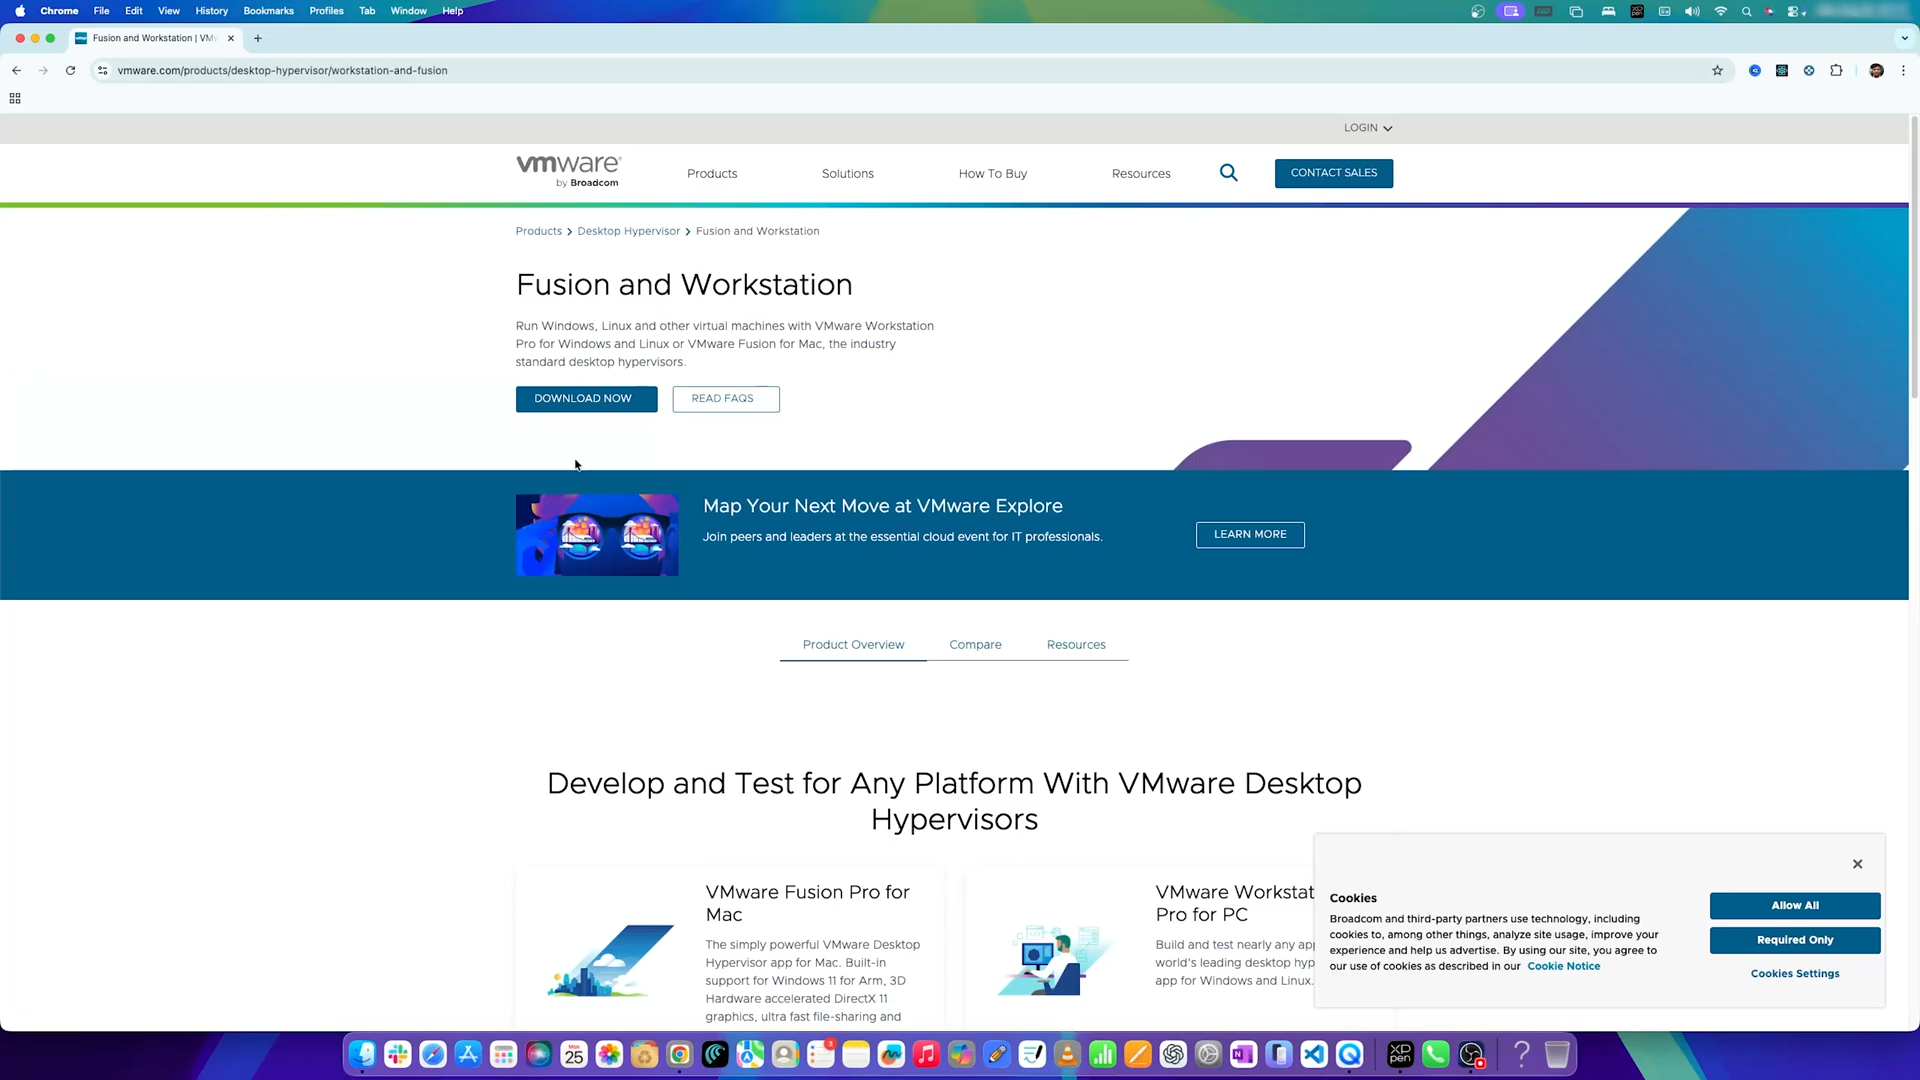 Chrome File Edit View History Bookmarks Profiles Tab Window Help
Fusion and Workstation | VM
vmware.com/products/desktop-hypervisor/workstation-and-fusion
LOGIN
vmware
by Broadcom
Products Solutions How To Buy Resources CONTACT SALES
Products Desktop Hypervisor Fusion and Workstation
Fusion and Workstation
Run Windows, Linux and other virtual machines with VMware Workstation
Pro for Windows and Linux or VMware Fusion for Mac, the industry
standard desktop hypervisors.
DOWNLOAD NOW READ FAQS
Map Your Next Move at VMware Explore
Join peers and leaders at the essential cloud event for IT professionals.
LEARN MORE
Product Overview Compare Resources
Develop and Test for Any Platform With VMware Desktop
Hypervisors
VMware Fusion Pro for
Mac
The simply powerful VMware Desktop
Hypervisor app for Mac. Built-in
support for Windows 11 for Arm, 3D
Hardware accelerated DirectX 11
graphics, ultra fast file-sharing and
VMware Workstat
Pro for PC
Build and test nearly any app
world's leading desktop hyp
app for Windows and Linux.
Cookies
Broadcom and third-party partners use technology, including
cookies to, among other things, analyze site usage, improve your
experience and help us advertise. By using our site, you agree to
our use of cookies as described in our Cookie Notice
Allow All
Required Only
Cookies Settings
25
3
XP
pen